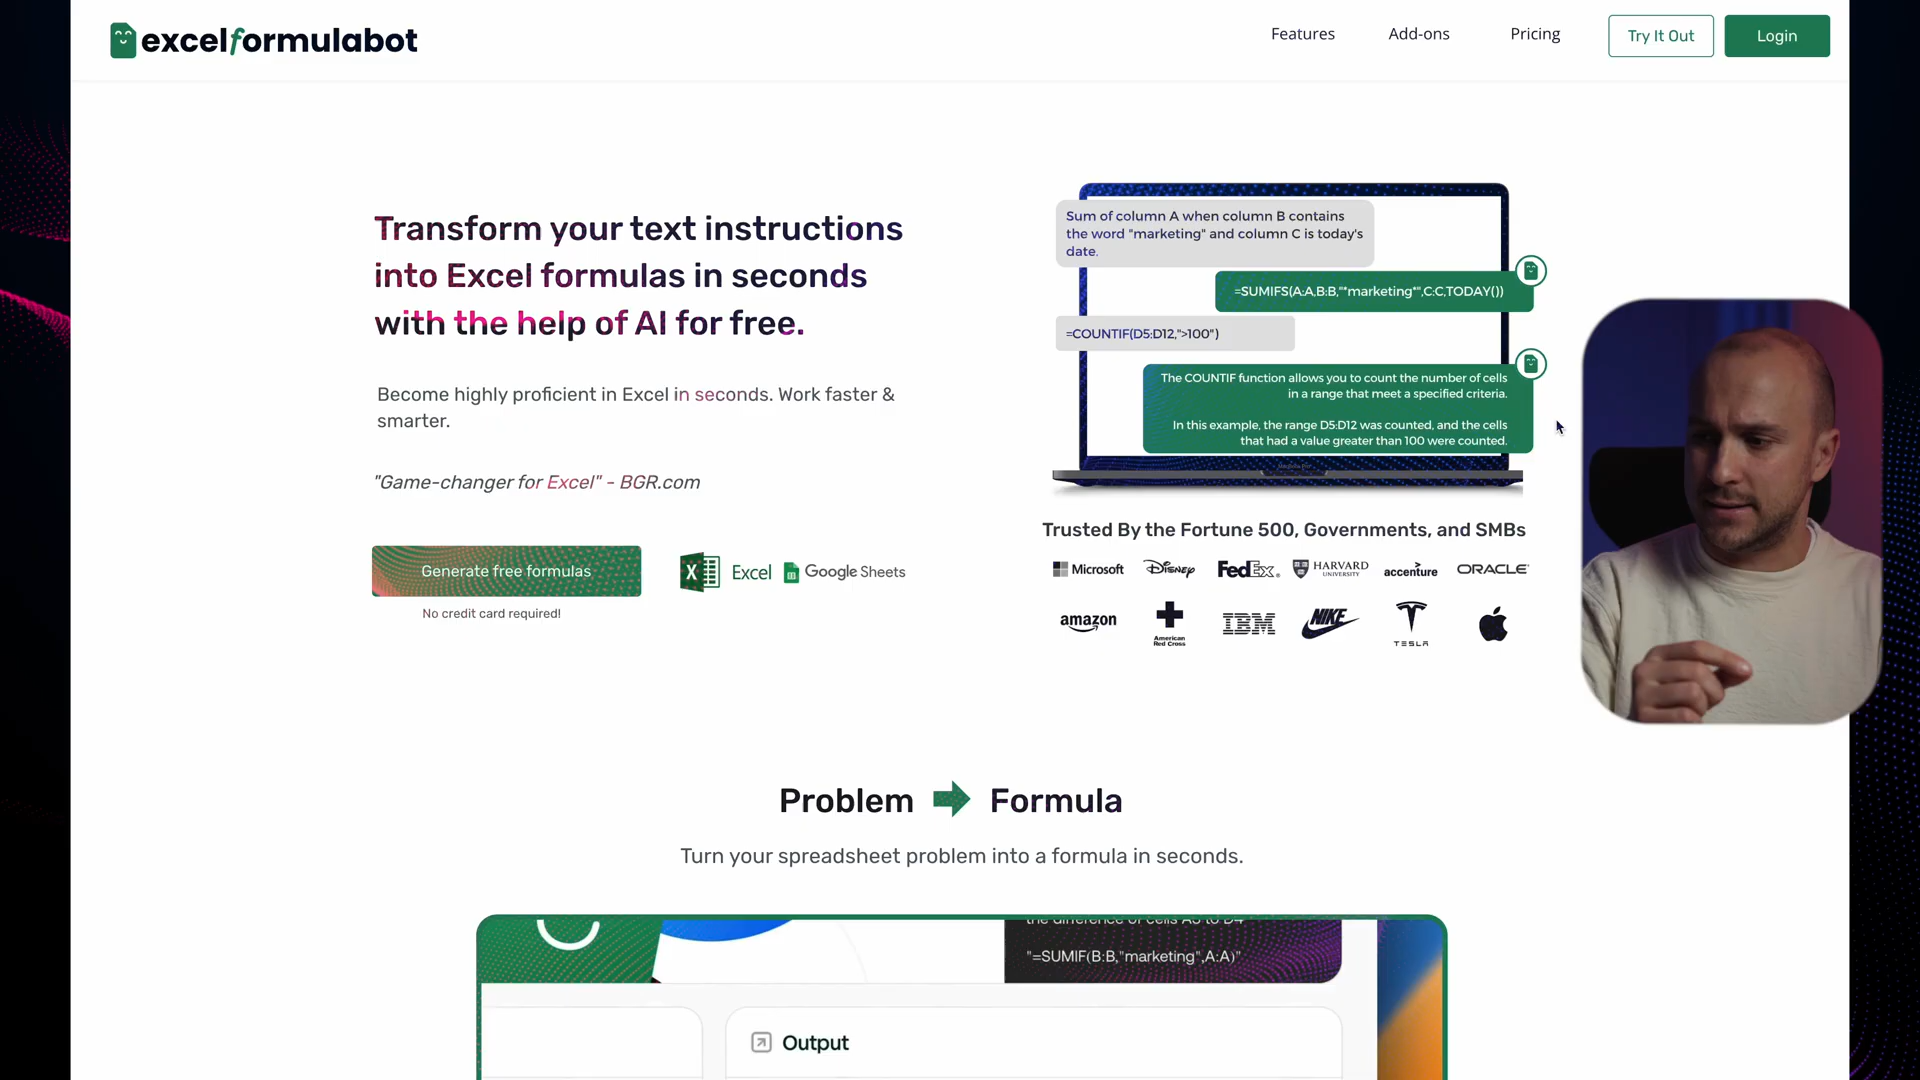 excelformulabot
Features
Add-ons
Pricing
Try It Out
Login
Transform your text instructions
into Excel formulas in seconds
with the help of AI for free.
Become highly proficient in Excel in seconds. Work faster &
smarter.
"Game-changer for Excel" - BGR.com
Generate free formulas
No credit card required!
Excel
Google Sheets
Sum of column A when column B contains
the word "marketing" and column C is today's
date.
=SUMIFS(A:A,B:B,"*marketing*",C:C,TODAY())
=COUNTIF(D5:D12,">100")
The COUNTIF function allows you to count the number of cells
in a range that meet a specified criteria.
In this example, the range D5:D12 was counted, and the cells
that had a value greater than 100 were counted.
Trusted By the Fortune 500, Governments, and SMBs
Microsoft
Disney
FedEx
HARVARD
UNIVERSITY
accenture
ORACLE
amazon
American
Red Cross
IBM
NIKE
TESLA
Problem
Formula
Turn your spreadsheet problem into a formula in seconds.
the difference of cells A3 to D4
"=SUMIF(B:B,"marketing",A:A)"
Output